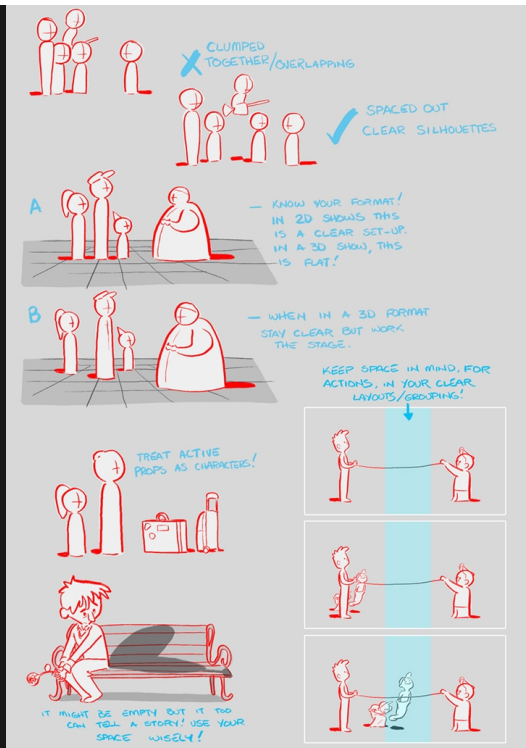 CLUMPED
TOGETHER/OVERLAPPING
SPACED OUT
CLEAR SILHOUETTES
A
– KNOW YOUR FORMAT!
IN 2D SHOWS THIS
IS A CLEAR SET-UP.
IN A 3D SHOW, THIS
IS FLAT!
B
– WHEN IN A 3D FORMAT
STAY CLEAR BUT WORK
THE STAGE.
KEEP SPACE IN MIND, FOR
ACTIONS, IN YOUR CLEAR
LAYOUTS/GROUPING!
TREAT ACTIVE
PROPS AS CHARACTERS!
IT MIGHT BE EMPTY BUT IT TOO
CAN TELL A STORY! USE YOUR
SPACE WISELY!